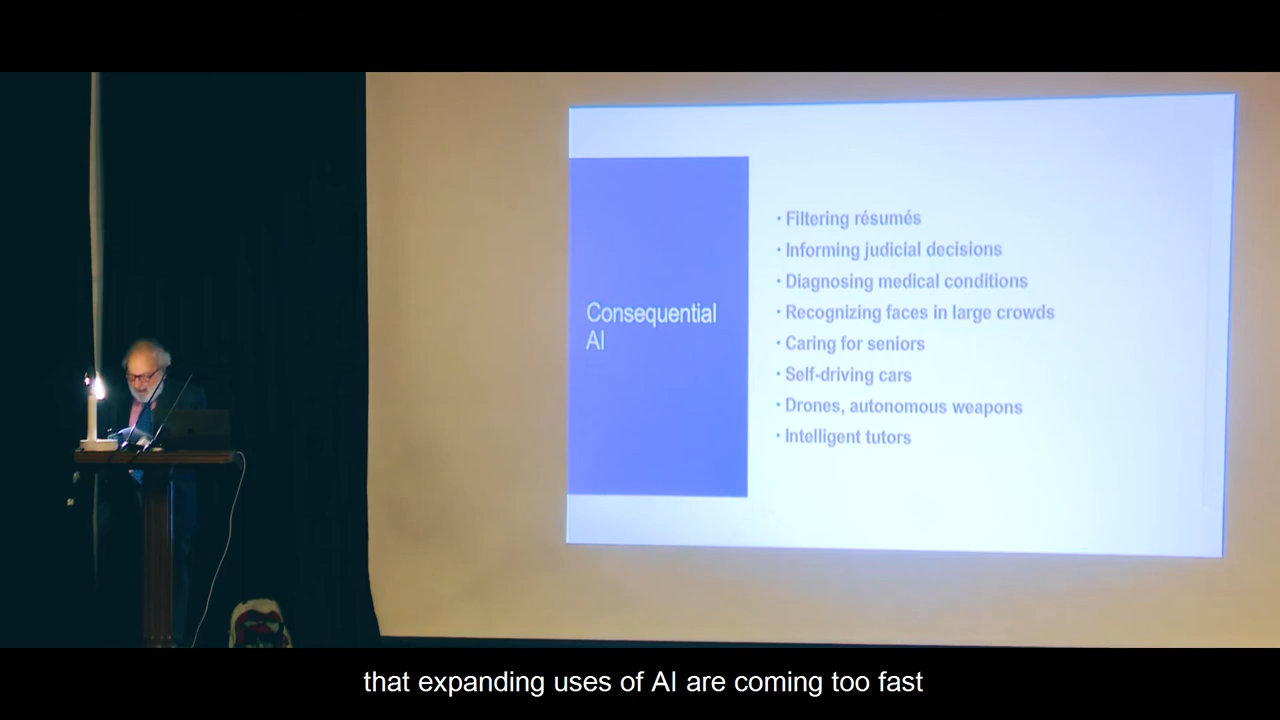 Consequential
AI
• Filtering résumés
• Informing judicial decisions
• Diagnosing medical conditions
• Recognizing faces in large crowds
• Caring for seniors
• Self-driving cars
• Drones, autonomous weapons
• Intelligent tutors
that expanding uses of AI are coming too fast